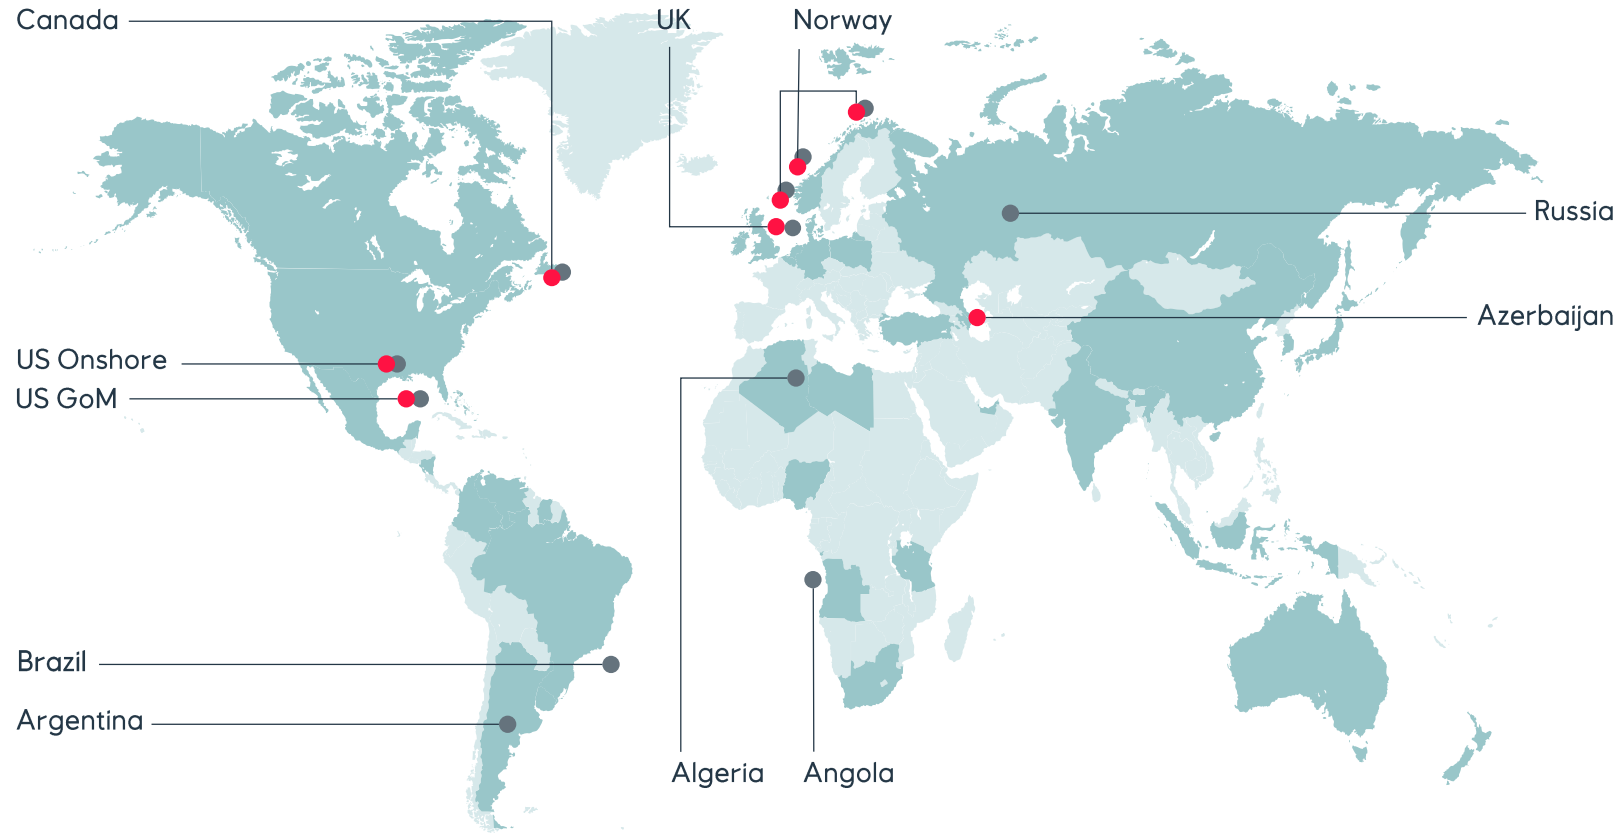 Canada
UK
Norway
Russia
Azerbaijan
US Onshore
US GoM
Brazil
Argentina
Algeria
Angola